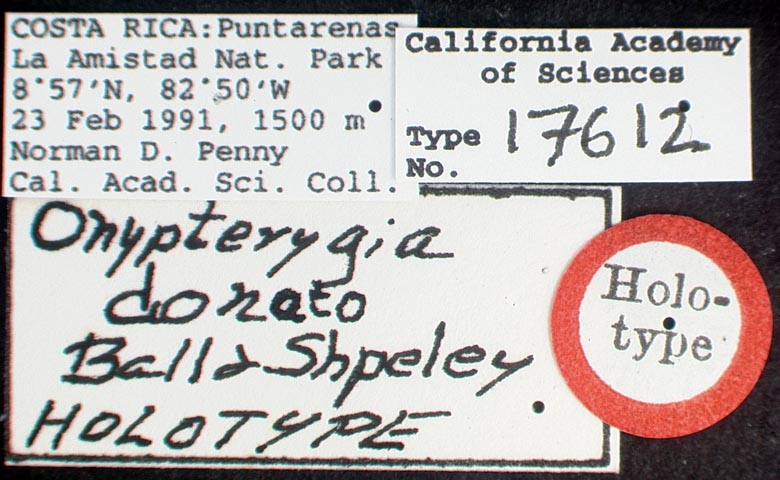 COSTA RICA:Puntarenas
La Amistad Nat. Park
8°57'N, 82°50'W
23 Feb 1991, 1500 m
Norman D. Penny
Cal. Acad. Sci. Coll.
California Academy
of Sciences
Type 17612
No.
Onypterygia
donato
Ball & Shpeley
HOLOTYPE
Holo-
type